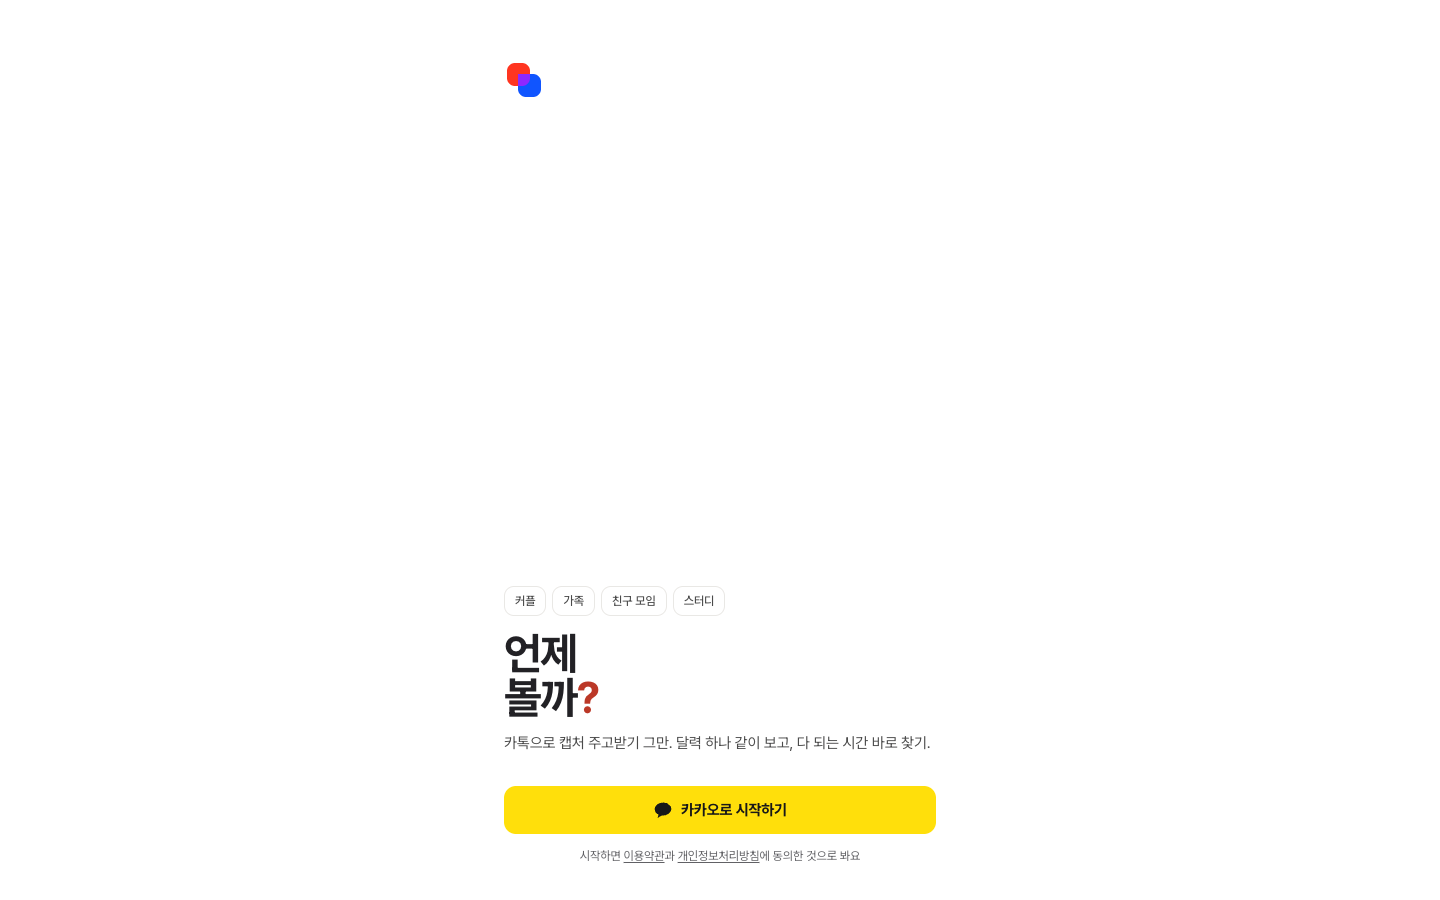 커플 가족 친구 모임 스터디
언제
볼까?
카톡으로 캡처 주고받기 그만. 달력 하나 같이 보고, 다 되는 시간 바로 찾기.
카카오로 시작하기
시작하면 이용약관과 개인정보처리방침에 동의한 것으로 봐요